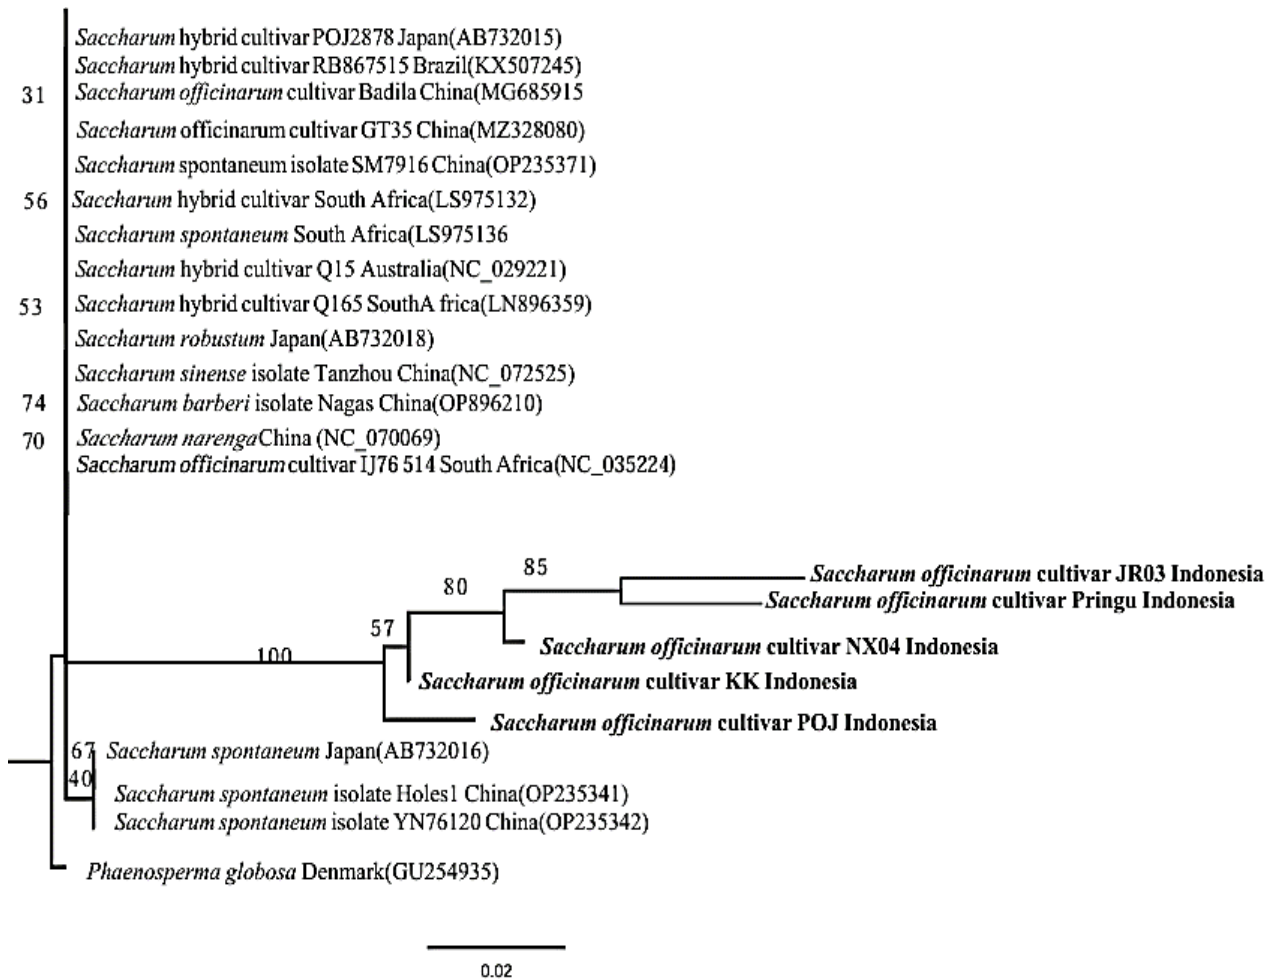 Saccharum hybrid cultivar POJ2878 Japan(AB732015)
Saccharum hybrid cultivar RB867515 Brazil(KX507245)
31 Saccharum officinarum cultivar Badila China(MG685915
Saccharum officinarum cultivar GT35 China(MZ328080)
Saccharum spontaneum isolate SM7916 China(OP235371)
56 Saccharum hybrid cultivar South Africa(LS975132)
Saccharum spontaneum South Africa(LS975136
Saccharum hybrid cultivar Q15 Australia(NC_029221)
53 Saccharum hybrid cultivar Q165 SouthA frica(LN896359)
Saccharum robustum Japan(AB732018)
Saccharum sinense isolate Tanzhou China(NC_072525)
74 Saccharum barberi isolate Nagas China(OP896210)
70 Saccharum narengaChina (NC_070069)
Saccharum officinarum cultivar IJ76 514 South Africa(NC_035224)
85
Saccharum officinarum cultivar JR03 Indonesia
80
Saccharum officinarum cultivar Pringu Indonesia
57
Saccharum officinarum cultivar NX04 Indonesia
100
Saccharum officinarum cultivar KK Indonesia
Saccharum officinarum cultivar POJ Indonesia
67 Saccharum spontaneum Japan(AB732016)
40
Saccharum spontaneum isolate Holes1 China(OP235341)
Saccharum spontaneum isolate YN76120 China(OP235342)
Phaenosperma globosa Denmark(GU254935)
0.02